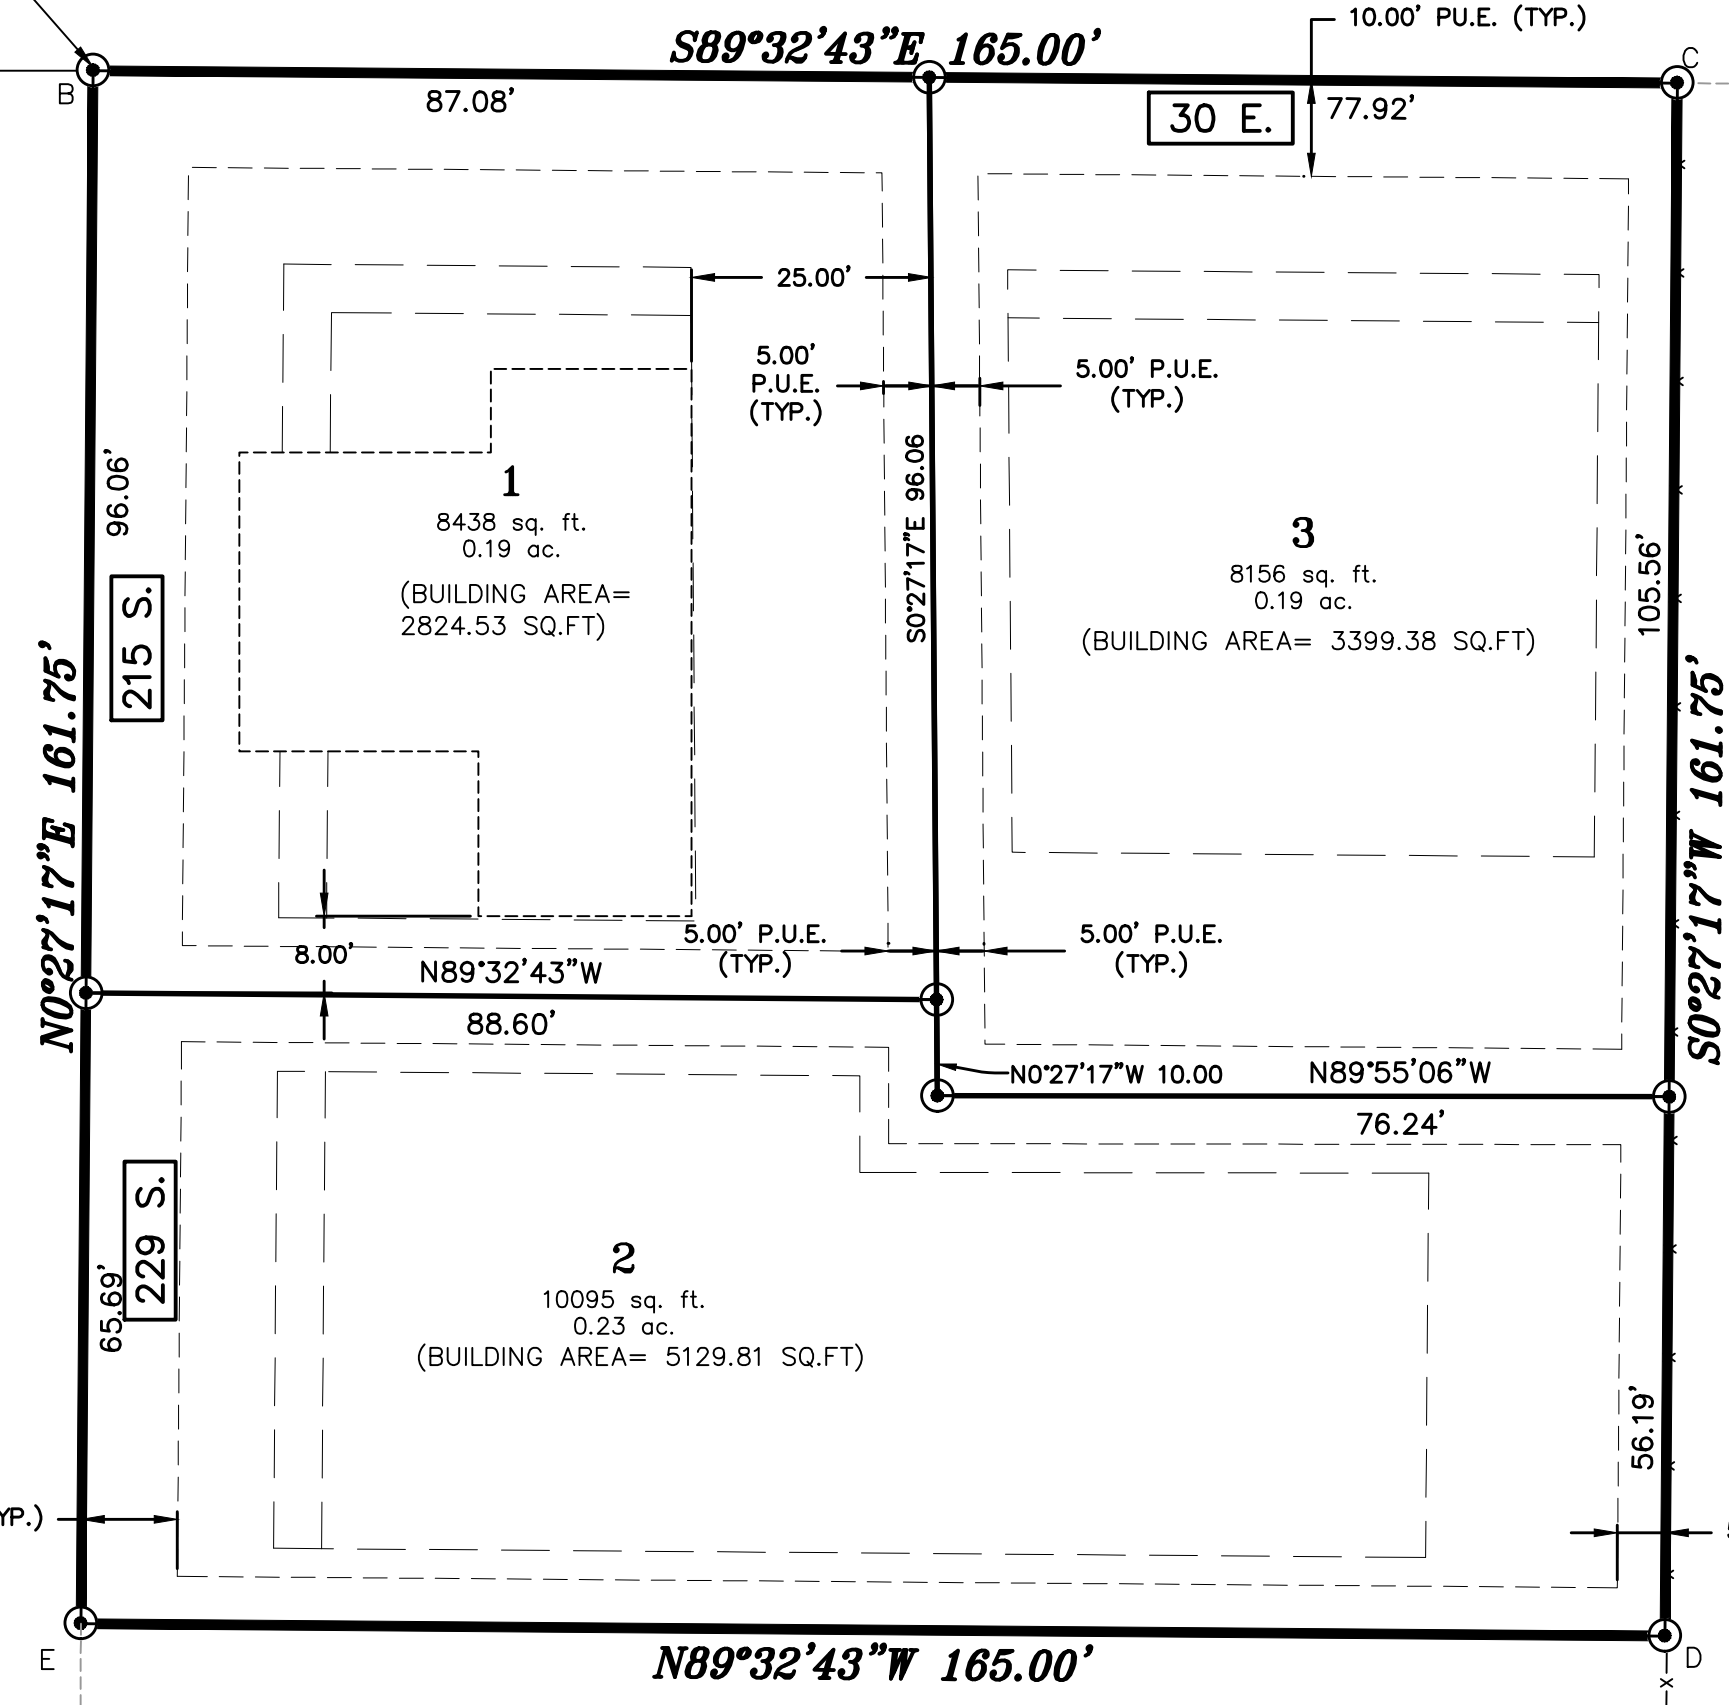 10.00' PU.E. (TYP.)
S89°32'43"E 165.00'
B
C
87.08'
30 E.
77.92'
25.00'
5.00'
P.U.E.
(TYP.)
5.00' P.U.E.
(TYP.)
96.06'
S0°27'17"E 96.06
1
8438 sq. ft.
0.19 ac.
(BUILDING AREA=
2824.53 SQ.FT)
3
8156 sq. ft.
0.19 ac.
(BUILDING AREA= 3399.38 SQ.FT)
105.56'
215 S.
N0°27'17"E 161.75'
S0°27'17"W 161.75'
5.00' P.U.E.
(TYP.)
5.00' P.U.E.
(TYP.)
8.00'
N89°32'43"W
88.60'
N0°27'17"W 10.00
N89°55'06"W
76.24'
229 S.
65.69'
2
10095 sq. ft.
0.23 ac.
(BUILDING AREA= 5129.81 SQ.FT)
56.19'
YP.)
E
N89°32'43"W 165.00'
D